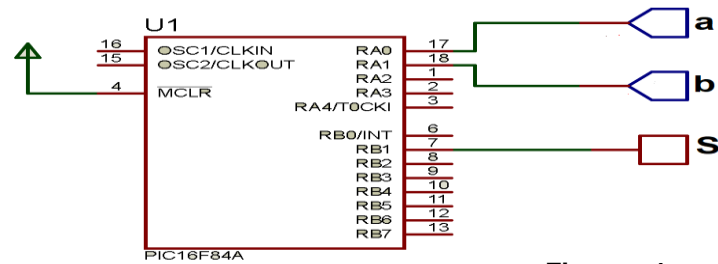 U1
16 OSC1/CLKIN RA0 17 a
15 OSC2/CLKOUT RA1 18
RA2 1
4 MCLR RA3 2 b
RA4/T0CKI 3
RB0/INT 6
RB1 7 S
RB2 8
RB3 9
RB4 10
RB5 11
RB6 12
RB7 13
PIC16F84A